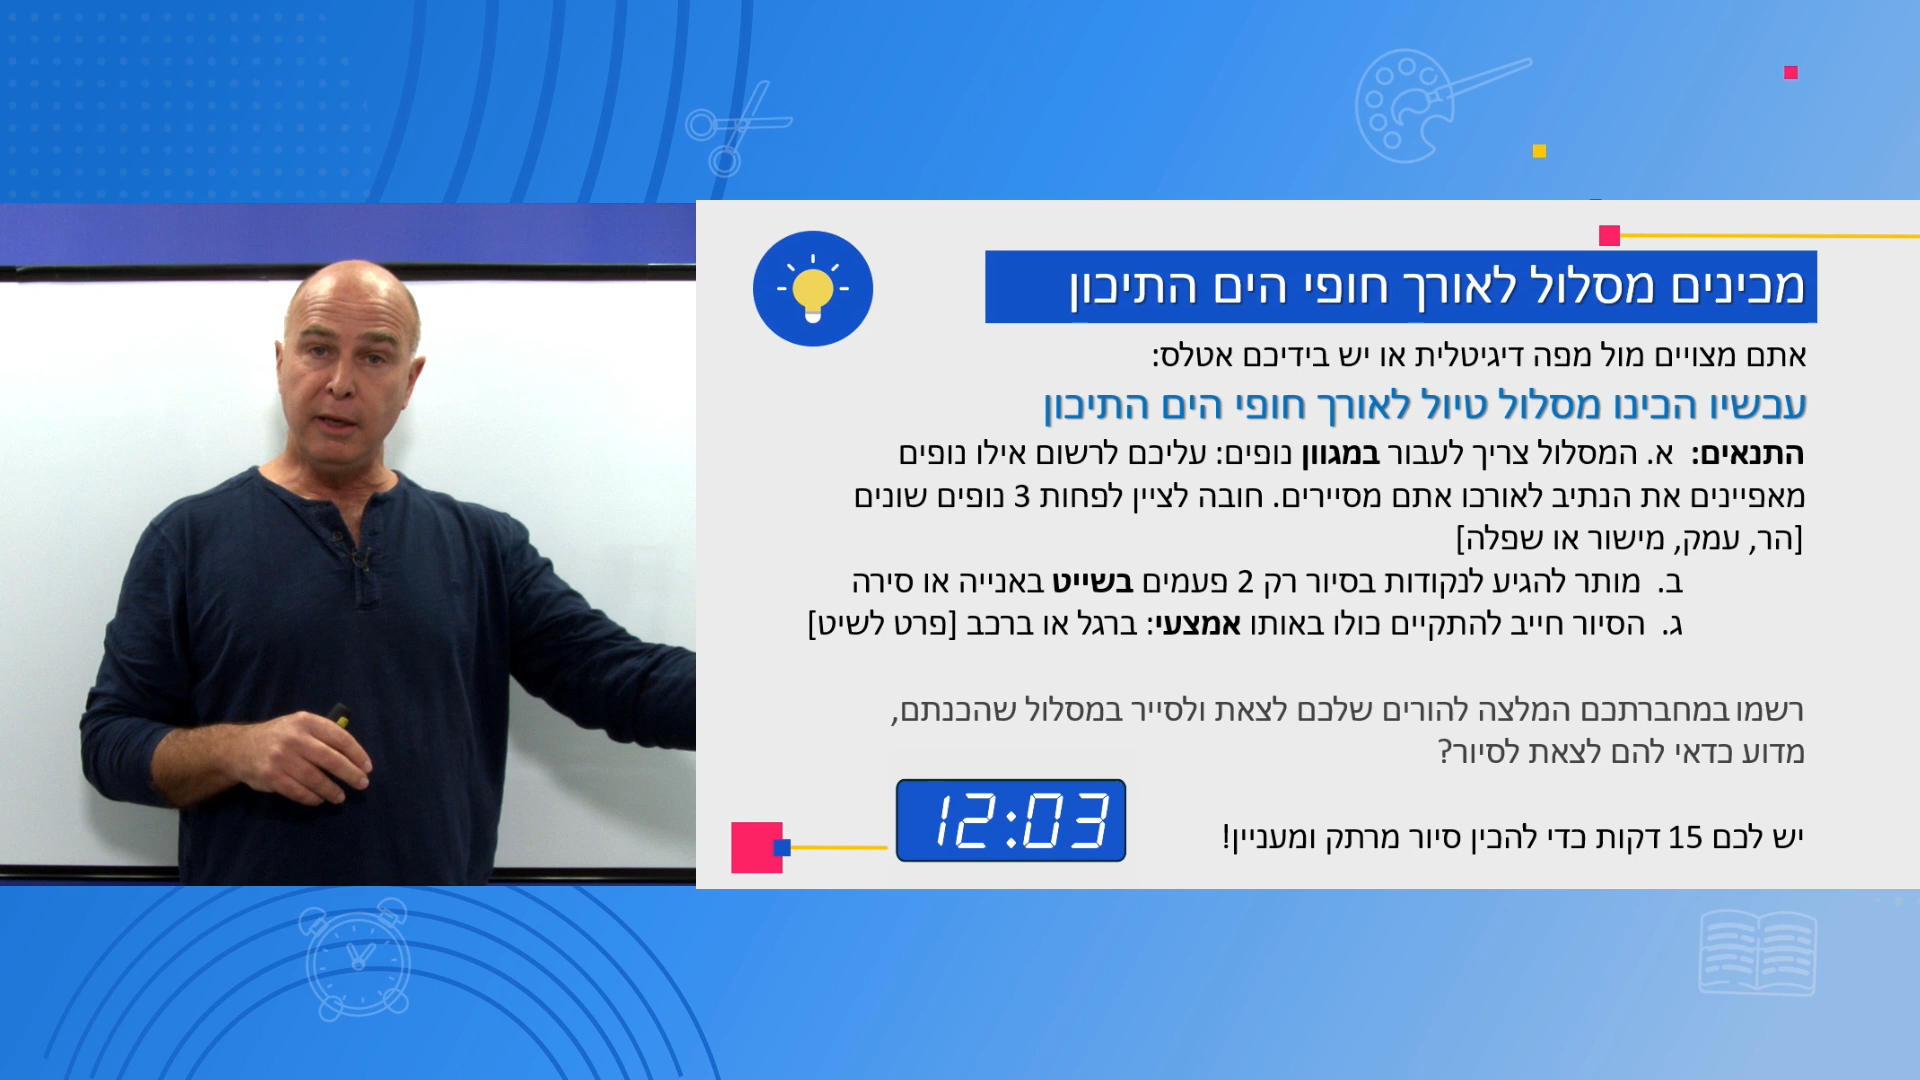 מכינים מסלול לאורך חופי הים התיכון
אתם מצויים מול מפה דיגיטלית או יש בידיכם אטלס:
עכשיו הכינו מסלול טיול לאורך חופי הים התיכון
התנאים: א. המסלול צריך לעבור במגוון נופים: עליכם לרשום אילו נופים
מאפיינים את הנתיב לאורכו אתם מסיירים. חובה לציין לפחות 3 נופים שונים
[הר, עמק, מישור או שפלה]
ב. מותר להגיע לנקודות בסיור רק 2 פעמים בשייט באנייה או סירה
ג. הסיור חייב להתקיים כולו באותו אמצעי: ברגל או ברכב [פרט לשיט]
רשמו במחברתכם המלצה להורים שלכם לצאת ולסייר במסלול שהכנתם,
מדוע כדאי להם לצאת לסיור?
12:03
יש לכם 15 דקות כדי להכין סיור מרתק ומעניין!